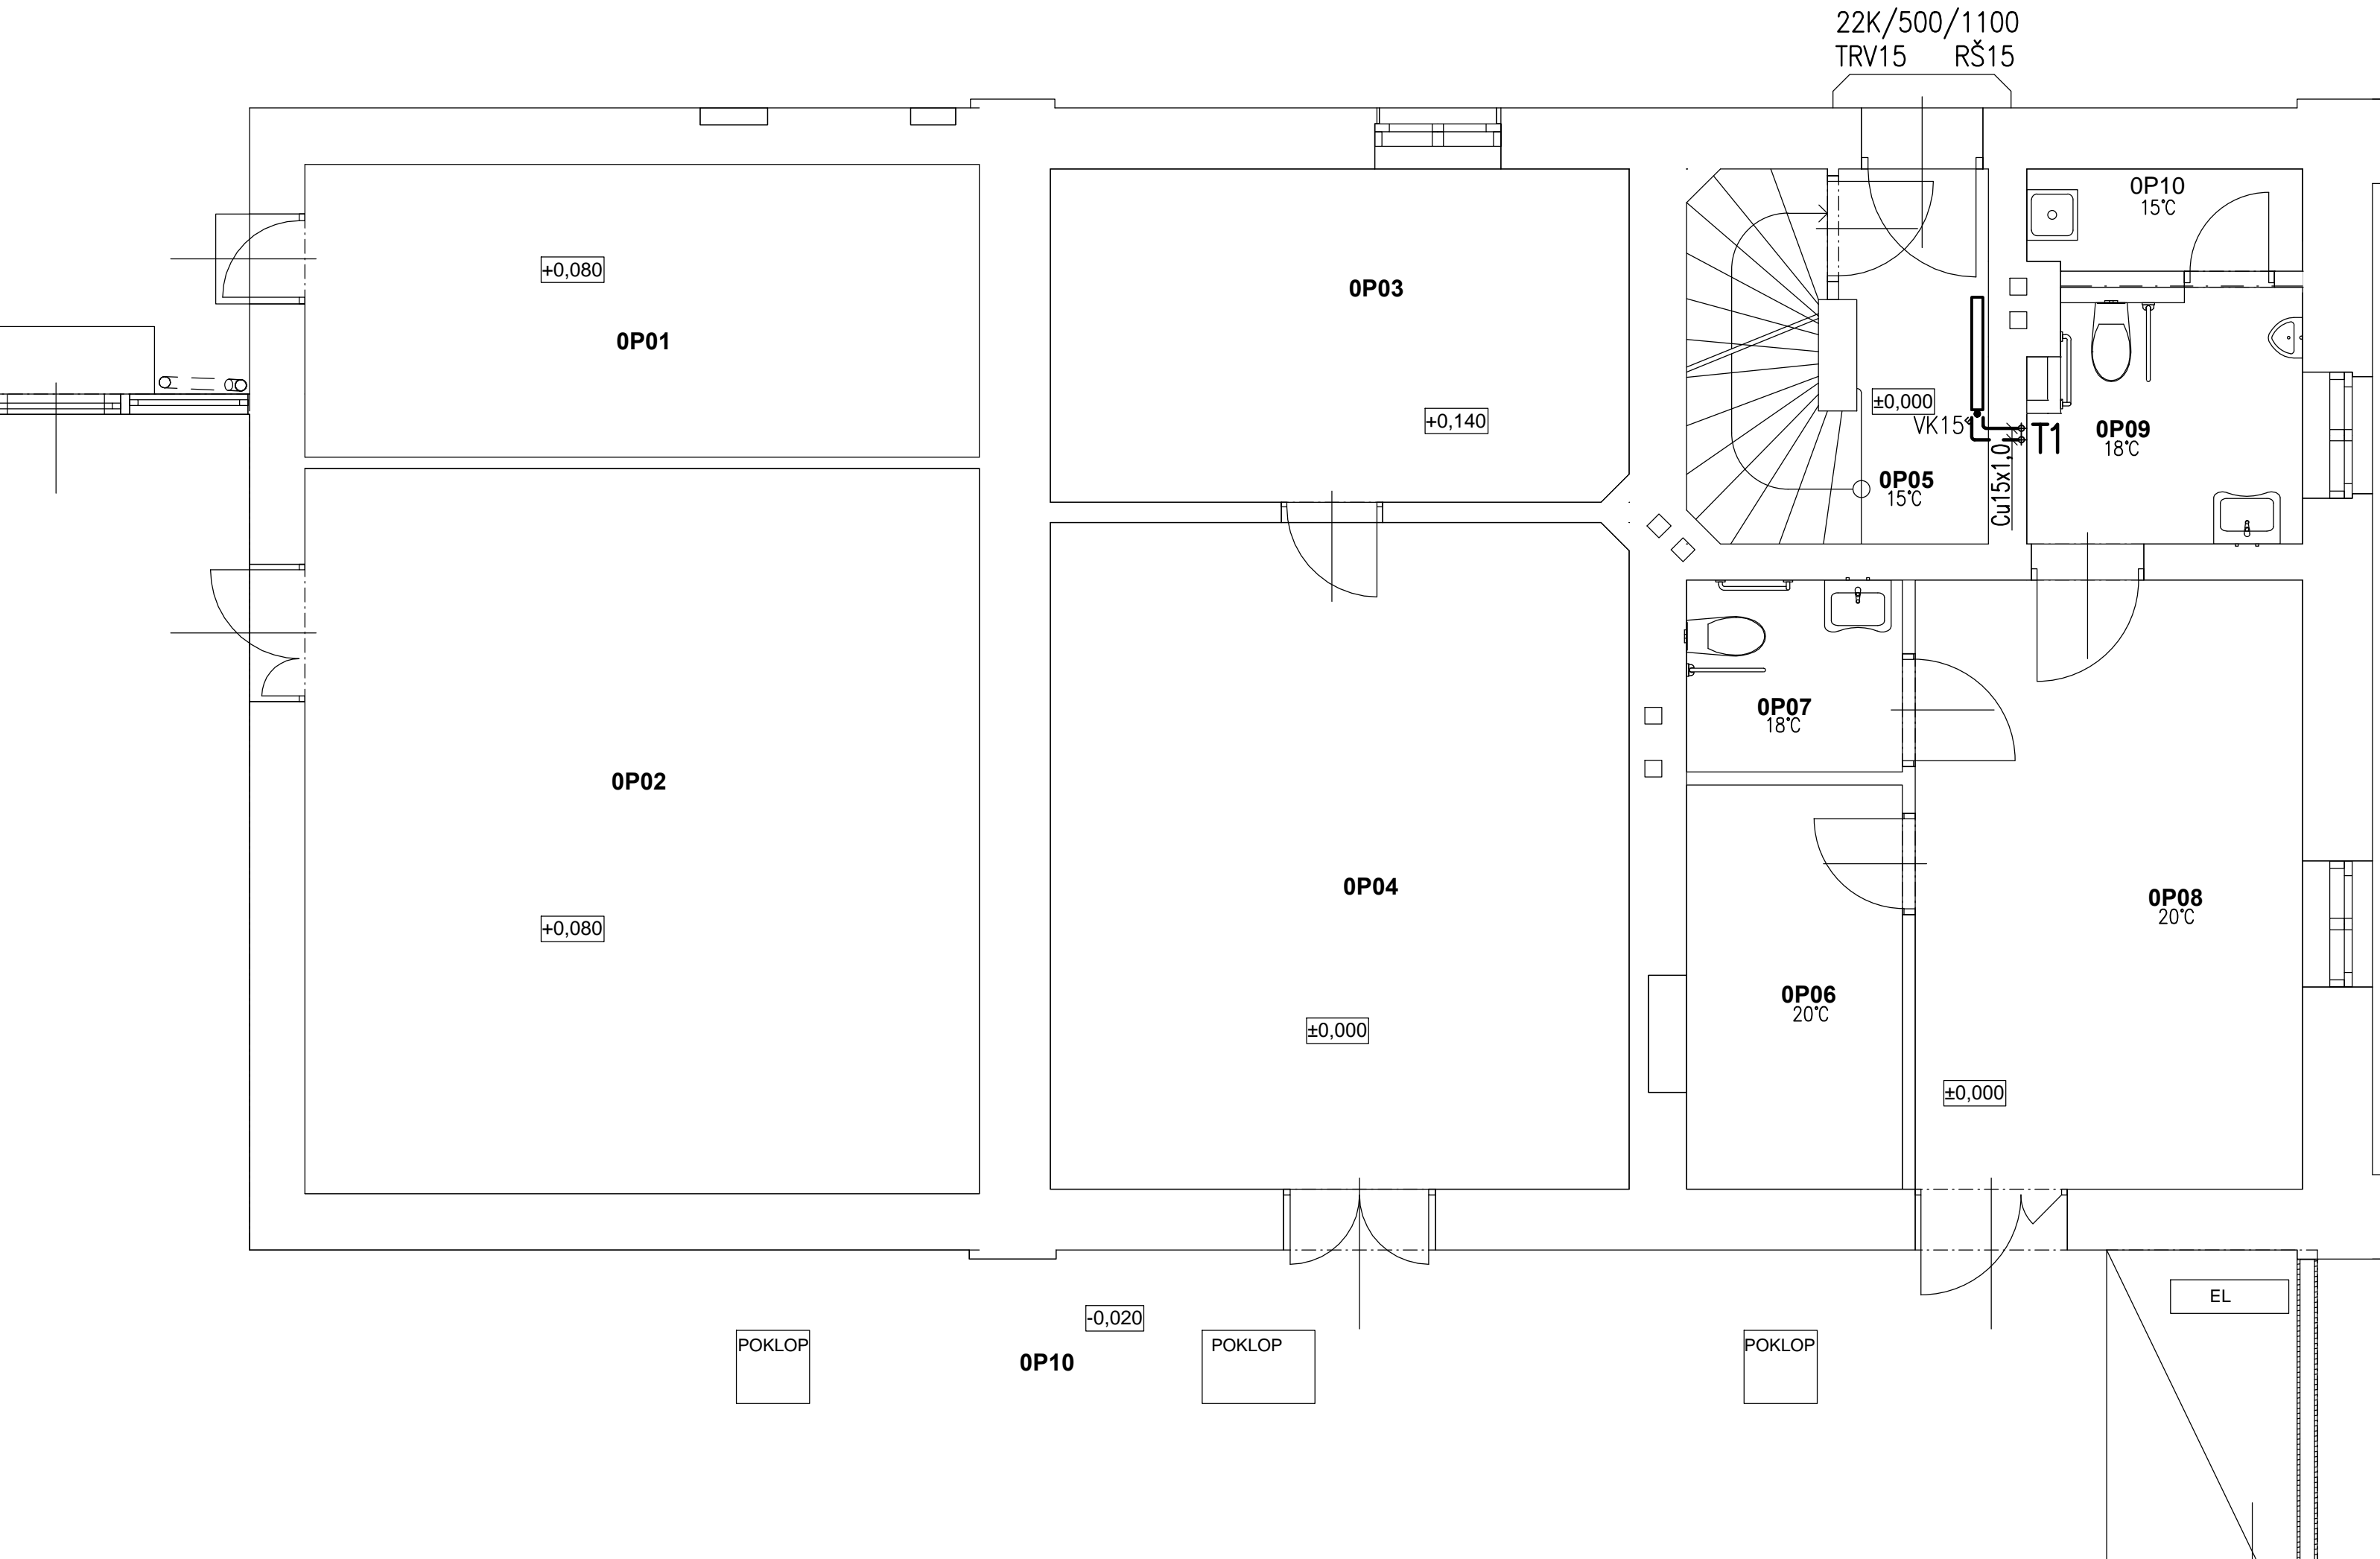 22K/500/1100
TRV15 RŠ15
0P10
15°C
+0,080
0P03
0P01
±0,000
+0,140
VK15
T1
0P09
18°C
Cu15x1,0
0P05
15°C
0P07
18°C
0P02
0P04
0P08
20°C
+0,080
0P06
20°C
±0,000
±0,000
EL
-0,020
POKLOP
POKLOP
POKLOP
0P10